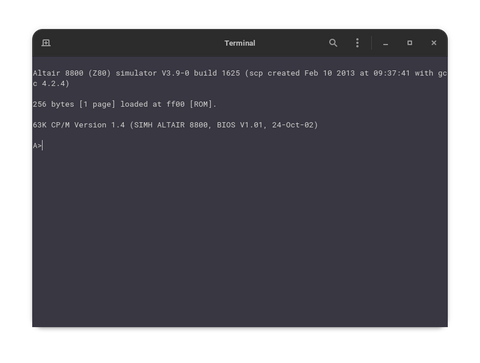 Terminal
Altair 8800 (Z80) simulator V3.9-0 build 1625 (scp created Feb 10 2013 at 09:37:41 with gc
c 4.2.4)
256 bytes [1 page] loaded at ff00 [ROM].
63K CP/M Version 1.4 (SIMH ALTAIR 8800, BIOS V1.01, 24-Oct-02)
A>